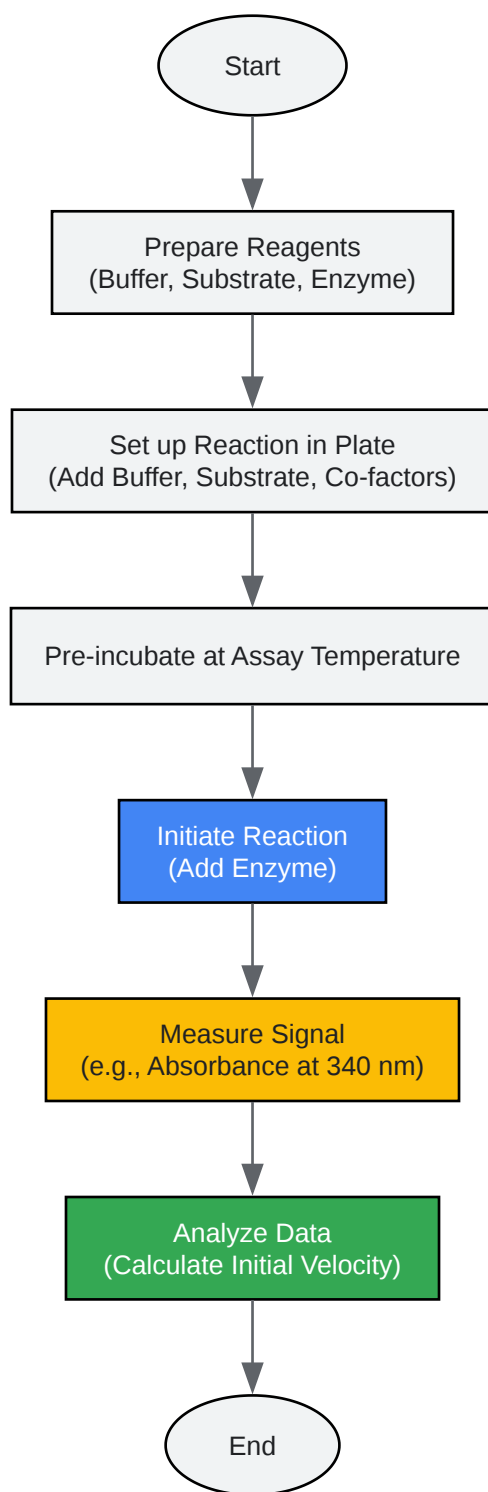 Start
Prepare Reagents
(Buffer, Substrate, Enzyme)
Set up Reaction in Plate
(Add Buffer, Substrate, Co-factors)
Pre-incubate at Assay Temperature
Initiate Reaction
(Add Enzyme)
Measure Signal
(e.g., Absorbance at 340 nm)
Analyze Data
(Calculate Initial Velocity)
End